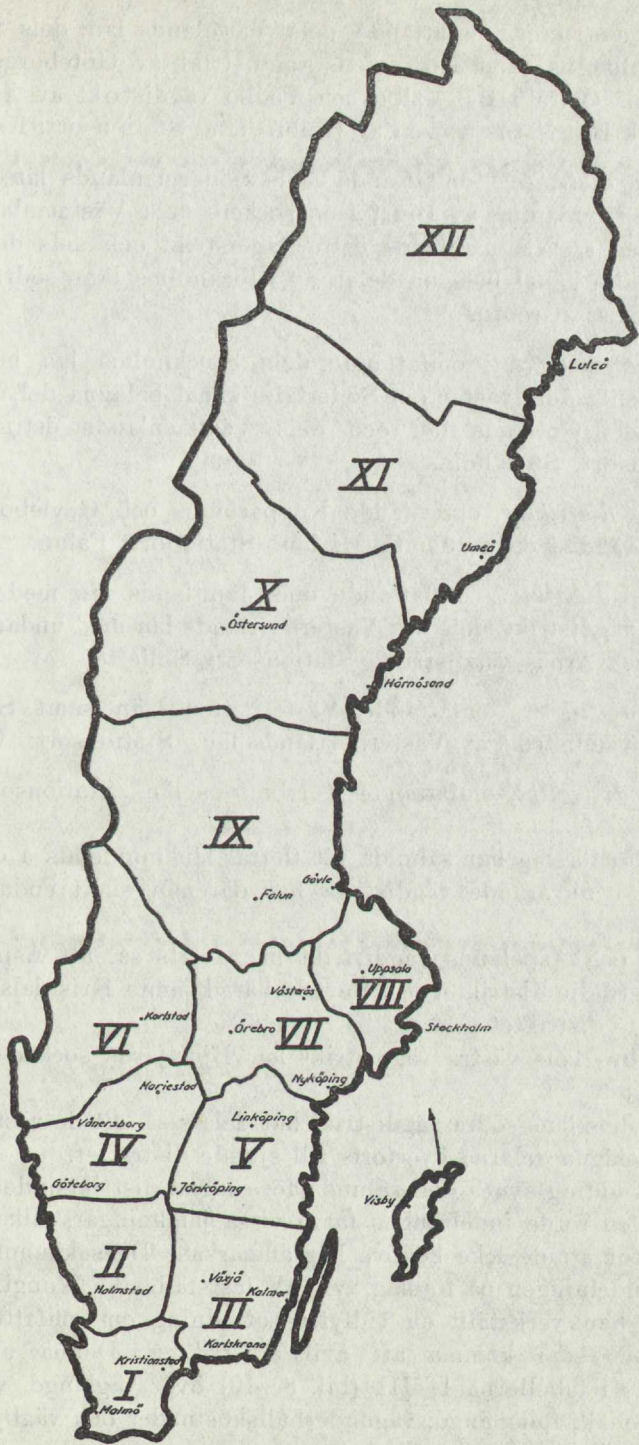 XII
Luleå
XI
Umeå
X
Östersund
Härnösand
IX
Gävle
Falun
Uppsala
VIII
Västeås
Karlstad
VI
Örebro
VII
Stockholm
Nyköping
Mariestad
Linköping
Vänersborg
IV
V
Göteborg
Jönköping
Visby
II
Växjö
Halmstad
Kalmar
III
Karlskrona
Kristianstad
I
Malmö